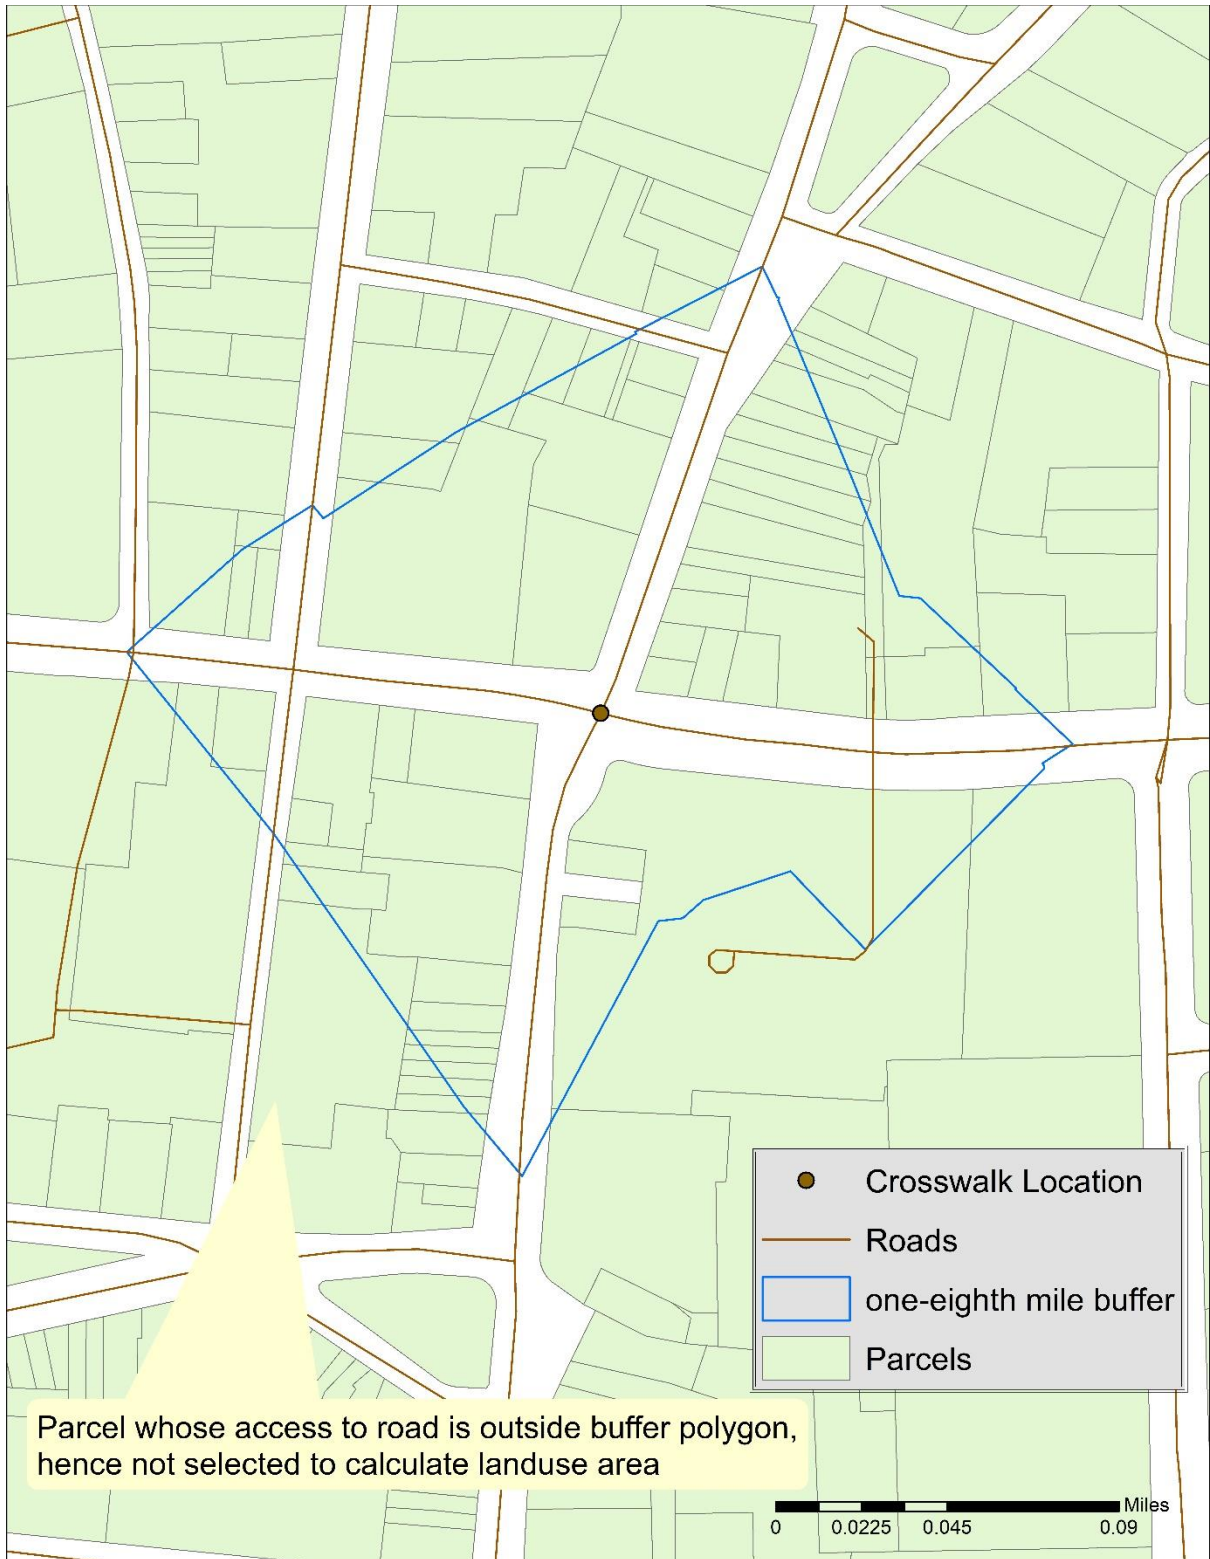 Crosswalk Location
Roads
one-eighth mile buffer
Parcels
Parcel whose access to road is outside buffer polygon,
hence not selected to calculate landuse area
Miles
0 0.0225 0.045 0.09